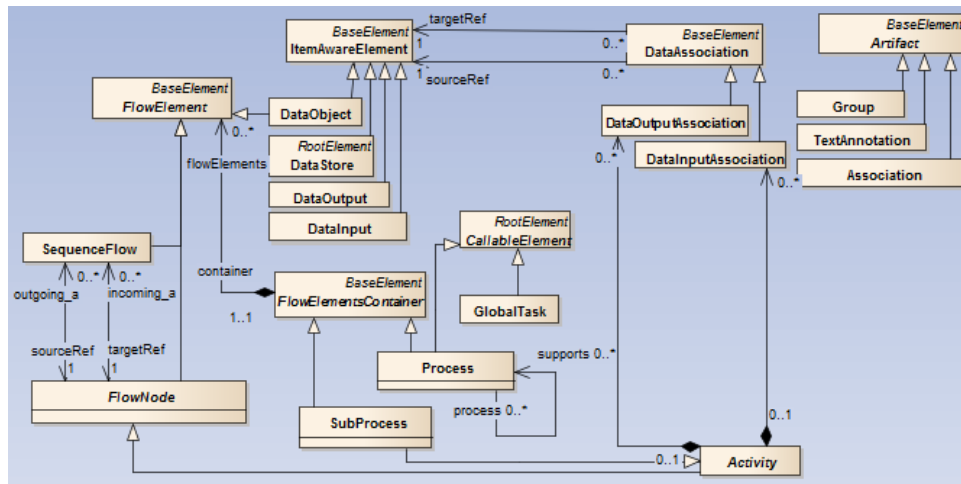 targetRef
BaseElement
ItemAwareElement
1
0..*
BaseElement
DataAssociation
BaseElement
Artifact
1
sourceRef
0..*
BaseElement
FlowElement
DataObject
Group
0..*
DataOutputAssociation
TextAnnotation
flowElements
RootElement
DataStore
0..*
DataInputAssociation
0..*
Association
DataOutput
DataInput
RootElement
CallableElement
SequenceFlow
0..*
0..*
outgoing_a
incoming_a
container
BaseElement
FlowElementsContainer
1..1
GlobalTask
sourceRef
targetRef
1
1
supports 0..*
Process
FlowNode
process 0..*
SubProcess
0..1
0..1
Activity